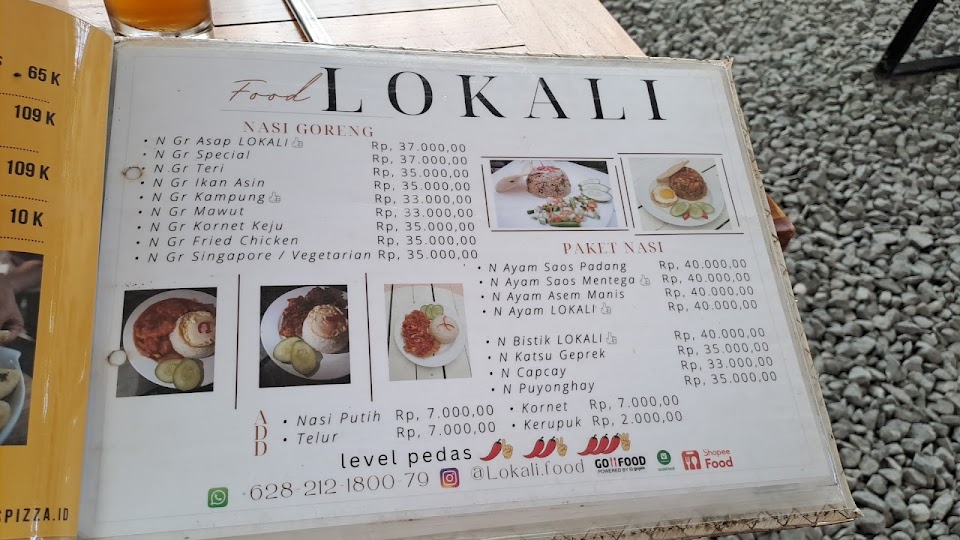 65 K
109 K
109 K
10 K
PIZZA.ID
Food LOKALI
NASI GORENG
• N Gr Asap LOKALI Rp, 37.000,00
• N Gr Special Rp, 37.000,00
• N Gr Teri Rp, 35.000,00
• N Gr Ikan Asin Rp, 35.000,00
• N Gr Kampung Rp, 33.000,00
• N Gr Mawut Rp, 33.000,00
• N Gr Kornet Keju Rp, 35.000,00
• N Gr Fried Chicken Rp, 35.000,00
• N Gr Singapore / Vegetarian Rp, 35.000,00
PAKET NASI
• N Ayam Saos Padang Rp, 40.000,00
• N Ayam Saos Mentega Rp, 40.000,00
• N Ayam Asem Manis Rp, 40.000,00
• N Ayam LOKALI Rp, 40.000,00
• N Bistik LOKALI Rp, 40.000,00
• N Katsu Geprek Rp, 35.000,00
• N Capcay Rp, 33.000,00
• N Puyonghay Rp, 35.000,00
ADD
• Nasi Putih Rp, 7.000,00 • Kornet Rp, 7.000,00
• Telur Rp, 7.000,00 • Kerupuk Rp, 2.000,00
level pedas
+628-212-1800-79 @Lokali.food GOFOOD Shopee Food
POWERED BY gopay